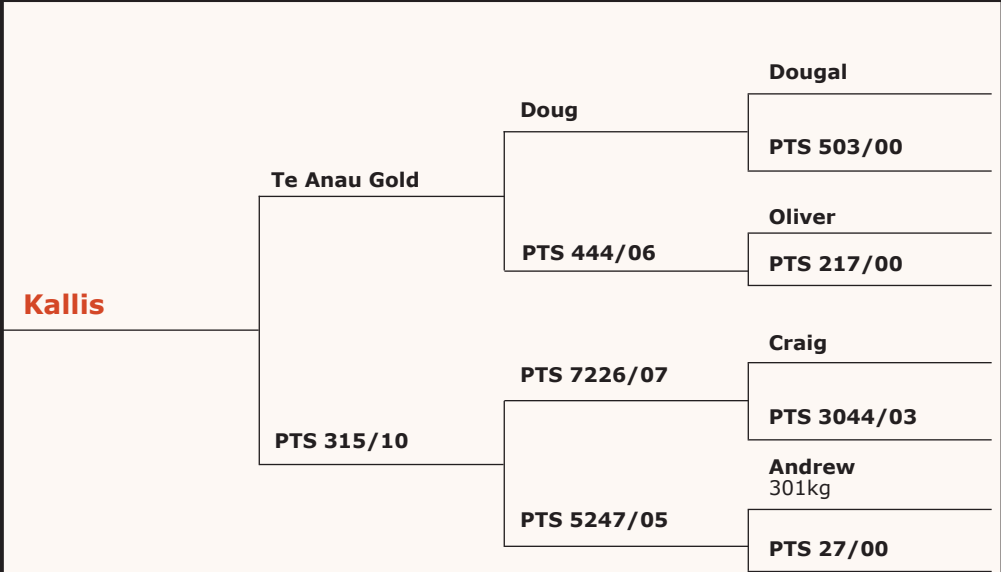 Dougal
Doug
PTS 503/00
Te Anau Gold
Oliver
PTS 444/06
PTS 217/00
Kallis
Craig
PTS 7226/07
PTS 3044/03
PTS 315/10
Andrew
301kg
PTS 5247/05
PTS 27/00